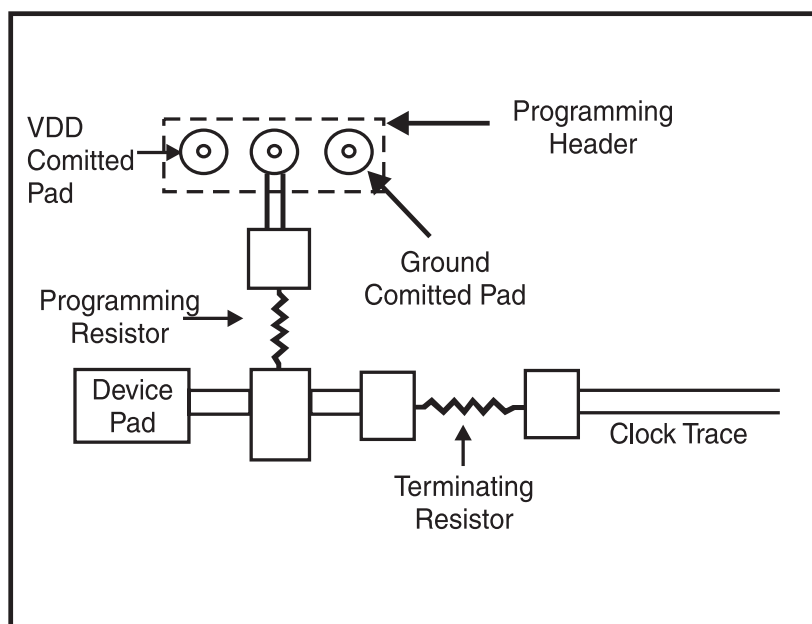 VDD
Comitted
Pad
Programming
Header
Ground
Comitted Pad
Programming
Resistor
Device
Pad
Clock Trace
Terminating
Resistor